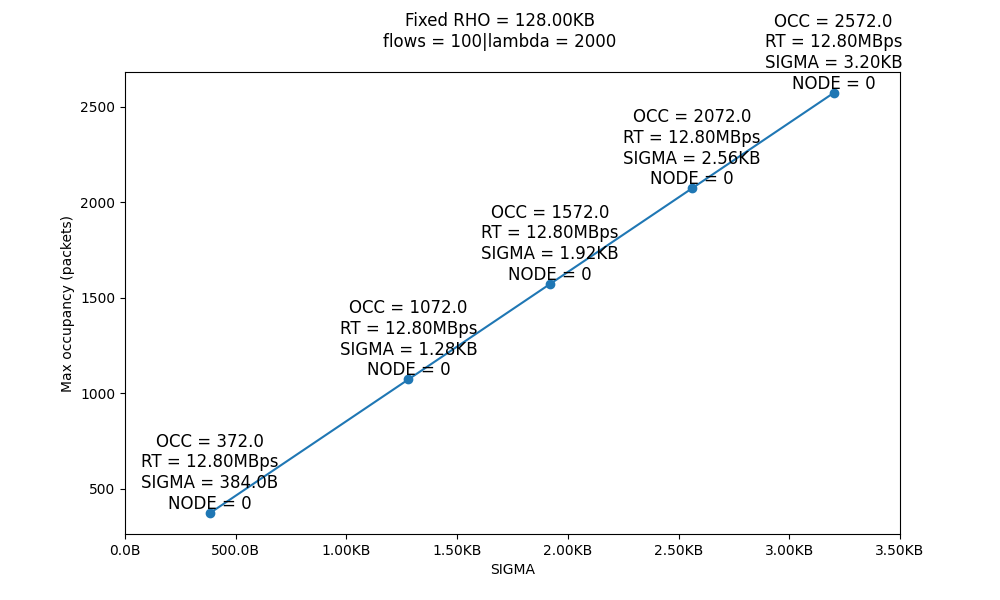 Fixed RHO = 128.00KB
flows = 100|lambda = 2000
OCC = 2572.0
RT = 12.80MBps
SIGMA = 3.20KB
NODE = 0
OCC = 2072.0
RT = 12.80MBps
SIGMA = 2.56KB
NODE = 0
OCC = 1572.0
RT = 12.80MBps
SIGMA = 1.92KB
NODE = 0
OCC = 1072.0
RT = 12.80MBps
SIGMA = 1.28KB
NODE = 0
OCC = 372.0
RT = 12.80MBps
SIGMA = 384.0B
NODE = 0
2500
2000
1500
1000
500
Max occupancy (packets)
0.0B
500.0B
1.00KB
1.50KB
2.00KB
2.50KB
3.00KB
3.50KB
SIGMA